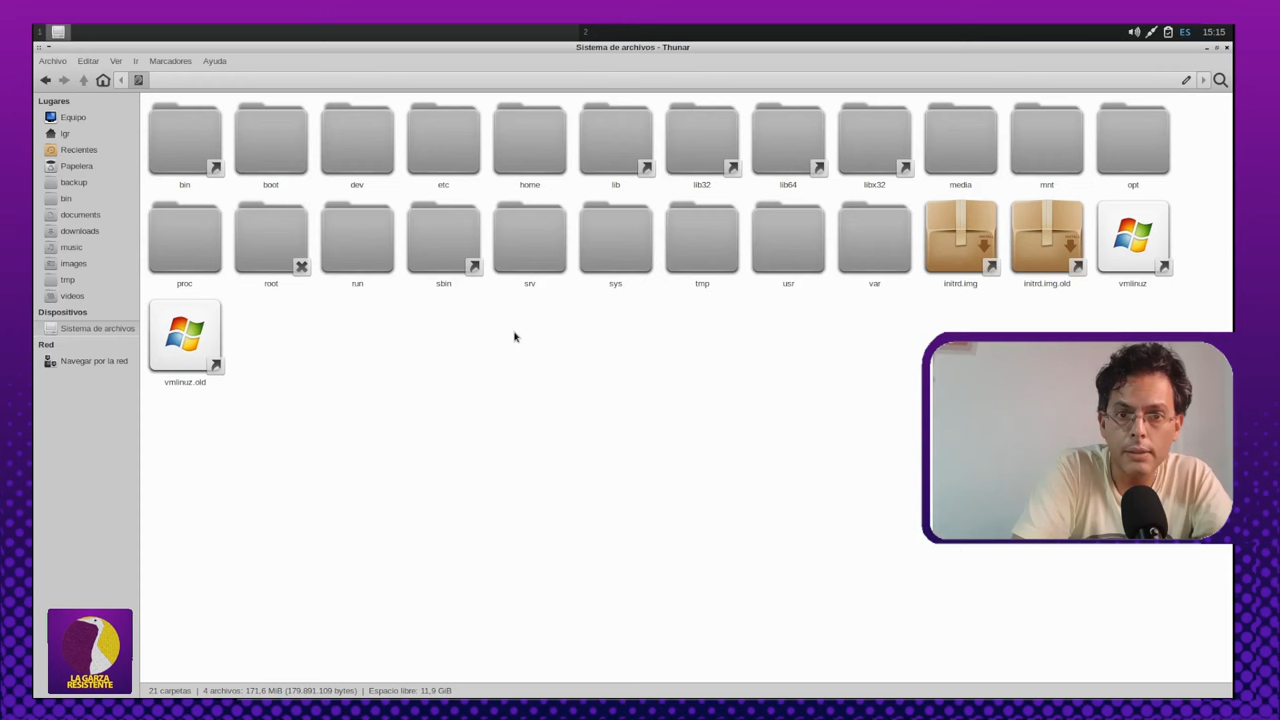 1
2
ES
15:15
Sistema de archivos - Thunar
Archivo Editar Ver Ir Marcadores Ayuda
Lugares
Equipo
lgr
Recientes
Papelera
backup
bin
documents
downloads
music
images
tmp
videos
Dispositivos
Sistema de archivos
Red
Navegar por la red
bin boot dev etc home lib lib32 lib64 libx32 media mnt opt
proc root run sbin srv sys tmp usr var initrd.img initrd.img.old vmlinuz
vmlinuz.old
LA GARZA
RESISTENTE
21 carpetas | 4 archivos: 171,6 MiB (179.891.109 bytes) | Espacio libre: 11,9 GiB